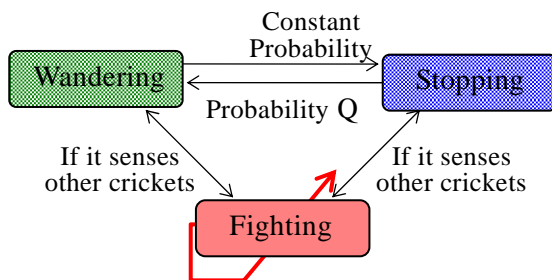 Constant
Probability
Wandering
Stopping
Probability Q
If it senses
other crickets
If it senses
other crickets
Fighting